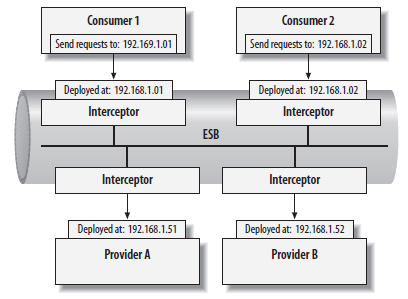 Consumer 1
Consumer 2
Send requests to: 192.169.1.01
Send requests to: 192.168.1.02
Deployed at: 192.168.1.01
Deployed at: 192.168.1.02
Interceptor
Interceptor
ESB
Interceptor
Interceptor
Deployed at: 192.168.1.51
Deployed at: 192.168.1.52
Provider A
Provider B